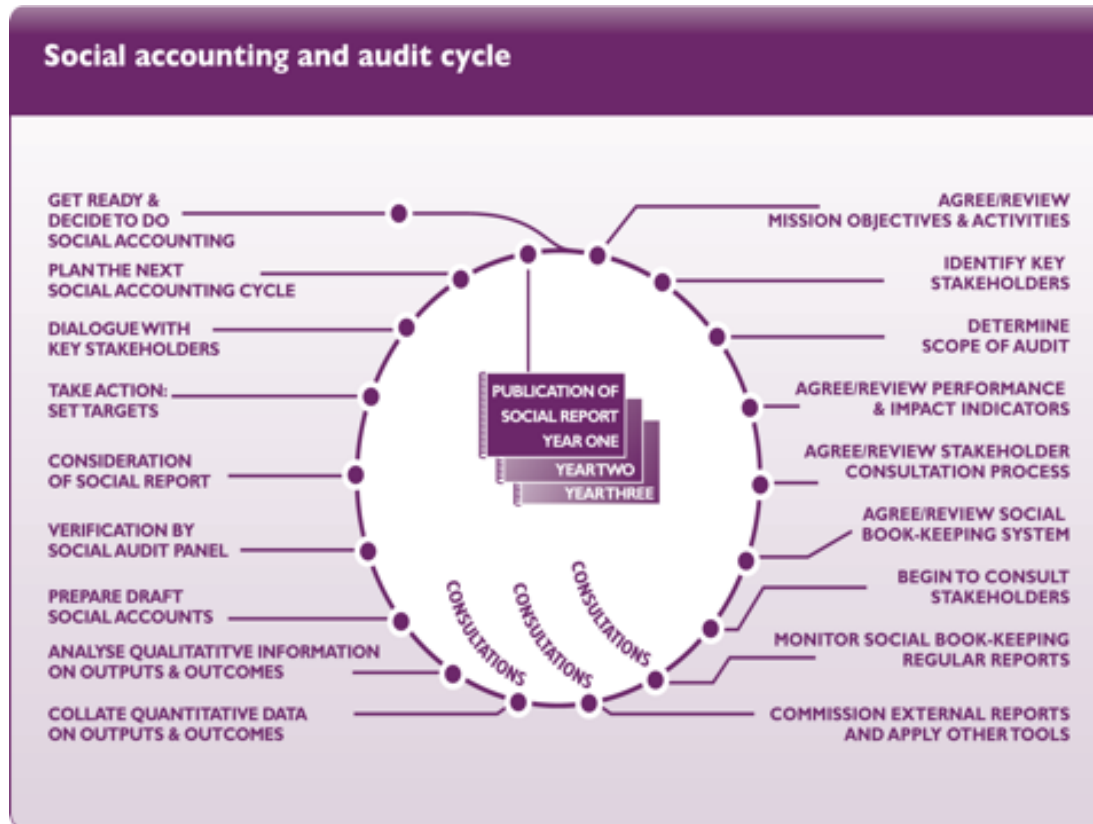 Social accounting and audit cycle
GET READY &
DECIDE TO DO
SOCIAL ACCOUNTING
PLAN THE NEXT
SOCIAL ACCOUNTING CYCLE
DIALOGUE WITH
KEY STAKEHOLDERS
TAKE ACTION:
SET TARGETS
CONSIDERATION
OF SOCIAL REPORT
VERIFICATION BY
SOCIAL AUDIT PANEL
PREPARE DRAFT
SOCIAL ACCOUNTS
ANALYSE QUALITATITVE INFORMATION
ON OUTPUTS & OUTCOMES
COLLATE QUANTITATIVE DATA
ON OUTPUTS & OUTCOMES
PUBLICATION OF
SOCIAL REPORT
YEAR ONE
YEAR TWO
YEAR THREE
CONSULTATIONS
CONSULTATIONS
CONSULTATIONS
AGREE/REVIEW
MISSION OBJECTIVES & ACTIVITIES
IDENTIFY KEY
STAKEHOLDERS
DETERMINE
SCOPE OF AUDIT
AGREE/REVIEW PERFORMANCE
& IMPACT INDICATORS
AGREE/REVIEW STAKEHOLDER
CONSULTATION PROCESS
AGREE/REVIEW SOCIAL
BOOK-KEEPING SYSTEM
BEGIN TO CONSULT
STAKEHOLDERS
MONITOR SOCIAL BOOK-KEEPING
REGULAR REPORTS
COMMISSION EXTERNAL REPORTS
AND APPLY OTHER TOOLS